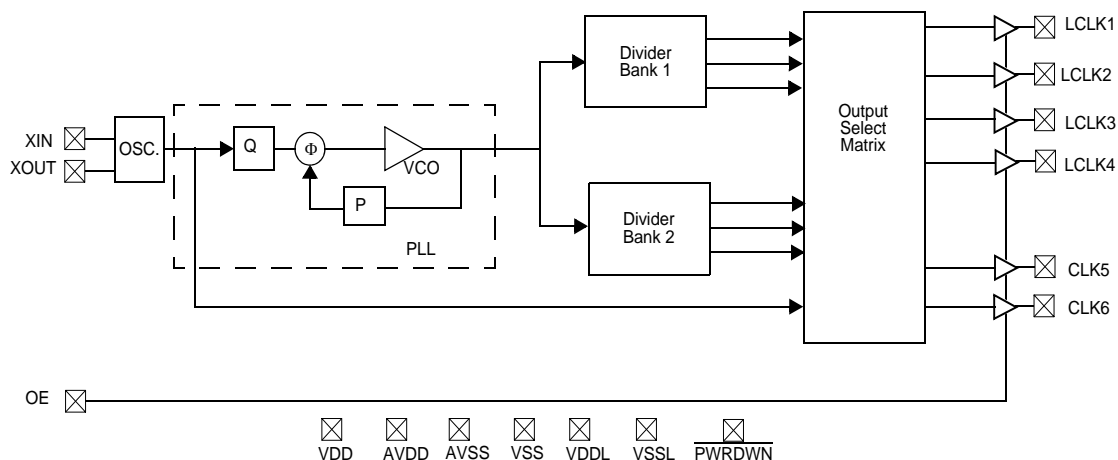 LCLK1
Divider
Bank 1
LCLK2
Output
Select
Matrix
LCLK3
XIN
OSC.
Q
Φ
VCO
XOUT
LCLK4
P
Divider
Bank 2
PLL
CLK5
CLK6
OE
VDD
AVDD
AVSS
VSS
VDDL
VSSL
PWRDWN